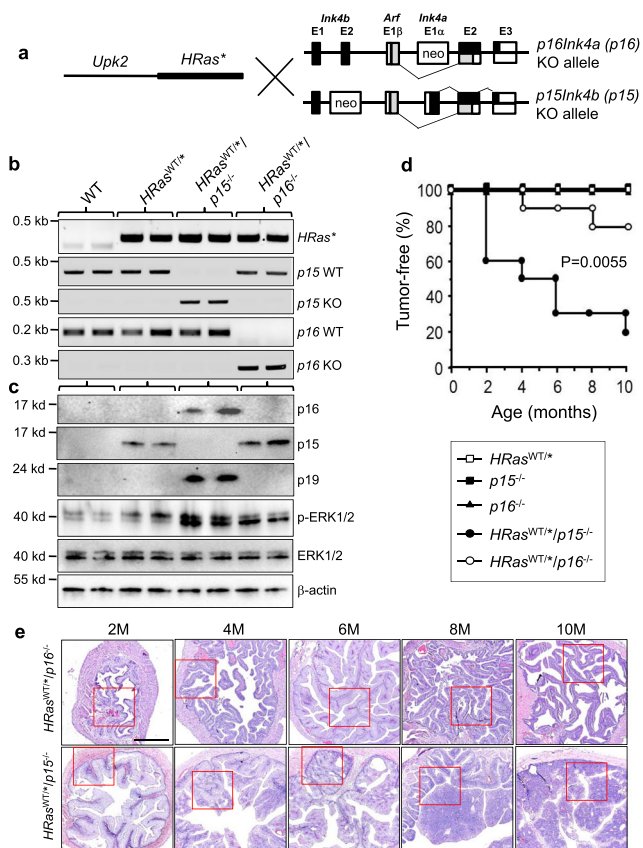 a
Upk2
HRas*
Ink4b
Arf
Ink4a
E1 E2 E1β E1α E2 E3
neo
p16Ink4a (p16)
KO allele
neo
p15Ink4b (p15)
KO allele
b
WT
HRasWT/*
HRasWT/*/
p15-/-
HRasWT/*/
p16-/-
0.5 kb
HRas*
0.5 kb
p15 WT
0.5 kb
p15 KO
0.2 kb
p16 WT
0.3 kb
p16 KO
c
17 kd
p16
17 kd
p15
24 kd
p19
40 kd
p-ERK1/2
40 kd
ERK1/2
55 kd
β-actin
d
Tumor-free (%)
100
80
60
40
20
P=0.0055
0 2 4 6 8 10
Age (months)
HRasWT/*
p15-/-
p16-/-
HRasWT/*/p15-/-
HRasWT/*/p16-/-
e
2M 4M 6M 8M 10M
HRasWT/*/p16-/-
HRasWT/*/p15-/-